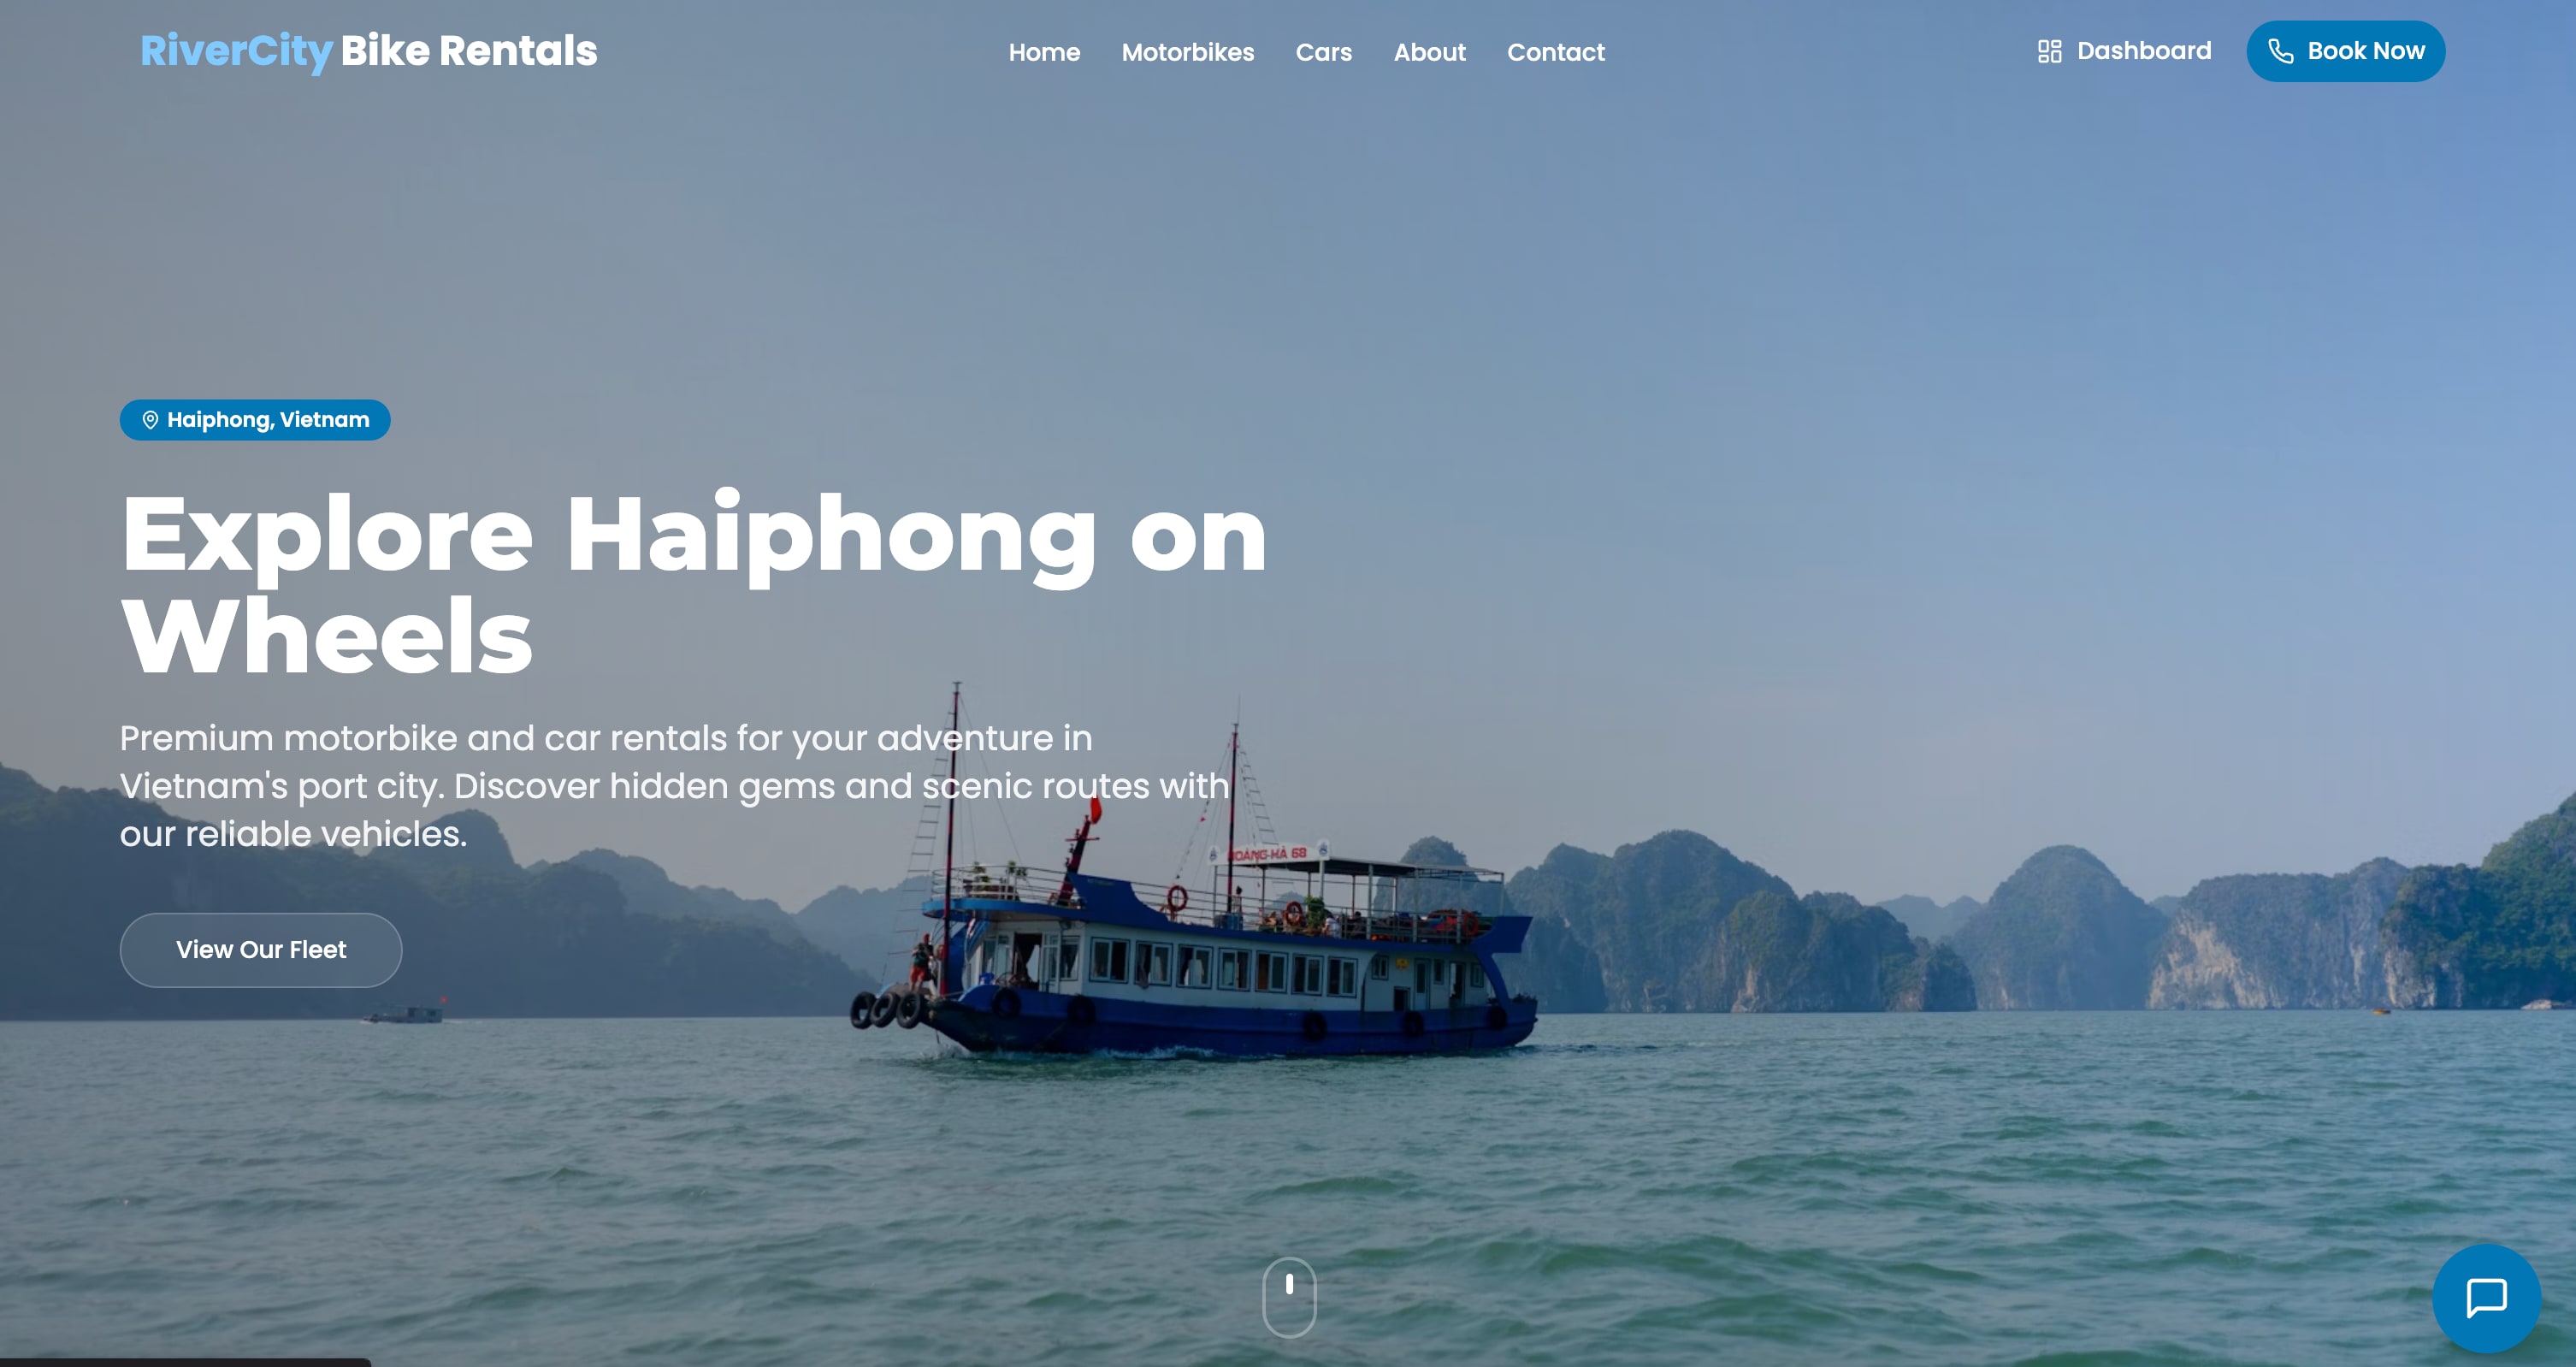 RiverCity Bike Rentals
Home Motorbikes Cars About Contact
Dashboard
Book Now
Haiphong, Vietnam
Explore Haiphong on
Wheels
Premium motorbike and car rentals for your adventure in
Vietnam's port city. Discover hidden gems and scenic routes with
our reliable vehicles.
HOÀNG-HÀ 68
View Our Fleet